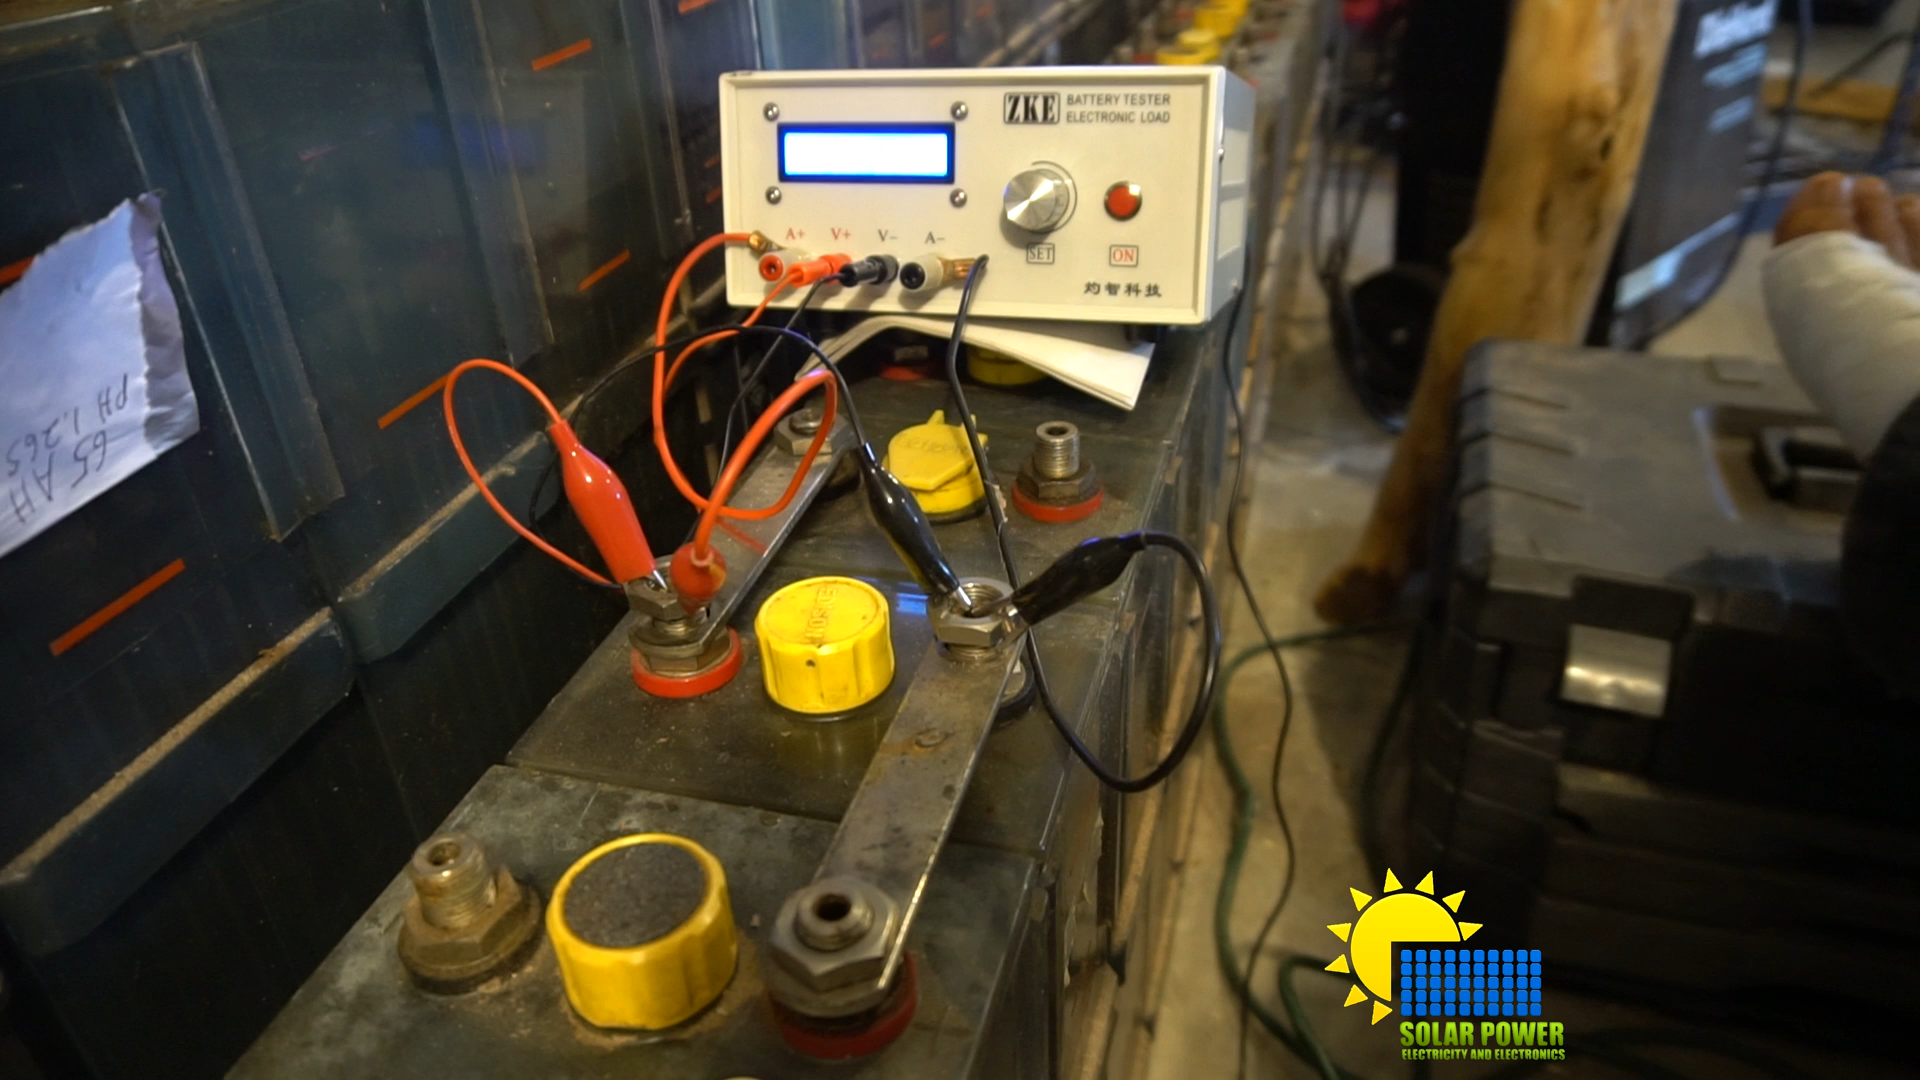 ZKE BATTERY TESTER
ELECTRONIC LOAD
A+ V+ V- A-
SET
ON
灼智科技
65 AH
PH 1.265
HOSKE
SOLAR POWER
ELECTRICITY AND ELECTRONICS